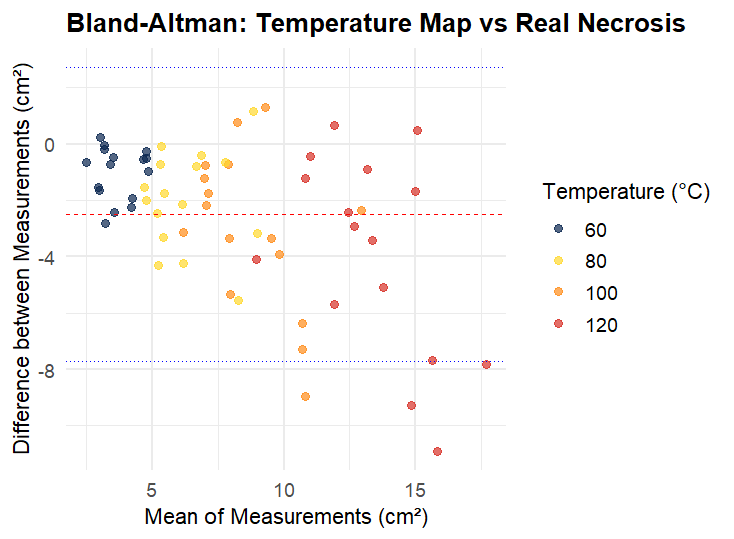 Bland-Altman: Temperature Map vs Real Necrosis
Difference between Measurements (cm²)
0
-4
-8
5
10
15
Mean of Measurements (cm²)
Temperature (°C)
60
80
100
120